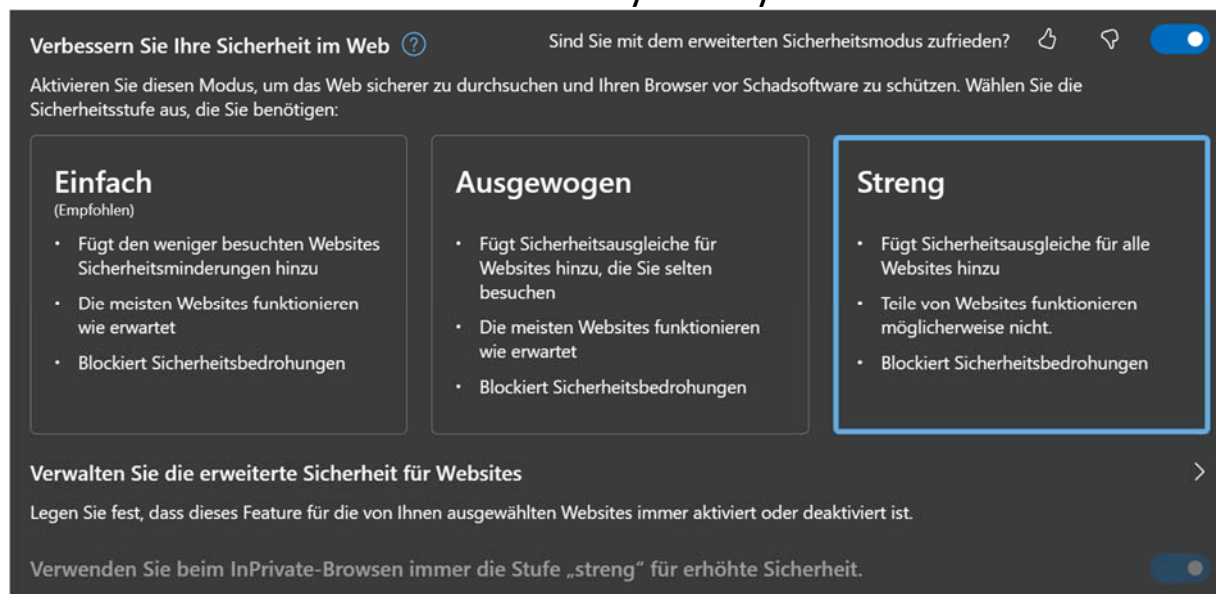 Verbessern Sie Ihre Sicherheit im Web ?
Sind Sie mit dem erweiterten Sicherheitsmodus zufrieden?
Aktivieren Sie diesen Modus, um das Web sicherer zu durchsuchen und Ihren Browser vor Schadsoftware zu schützen. Wählen Sie die
Sicherheitsstufe aus, die Sie benötigen:
Einfach
(Empfohlen)
• Fügt den weniger besuchten Websites
Sicherheitsminderungen hinzu
• Die meisten Websites funktionieren
wie erwartet
• Blockiert Sicherheitsbedrohungen
Ausgewogen
• Fügt Sicherheitsausgleiche für
Websites hinzu, die Sie selten
besuchen
• Die meisten Websites funktionieren
wie erwartet
• Blockiert Sicherheitsbedrohungen
Streng
• Fügt Sicherheitsausgleiche für alle
Websites hinzu
• Teile von Websites funktionieren
möglicherweise nicht.
• Blockiert Sicherheitsbedrohungen
Verwalten Sie die erweiterte Sicherheit für Websites
Legen Sie fest, dass dieses Feature für die von Ihnen ausgewählten Websites immer aktiviert oder deaktiviert ist.
Verwenden Sie beim InPrivate-Browsen immer die Stufe „streng“ für erhöhte Sicherheit.